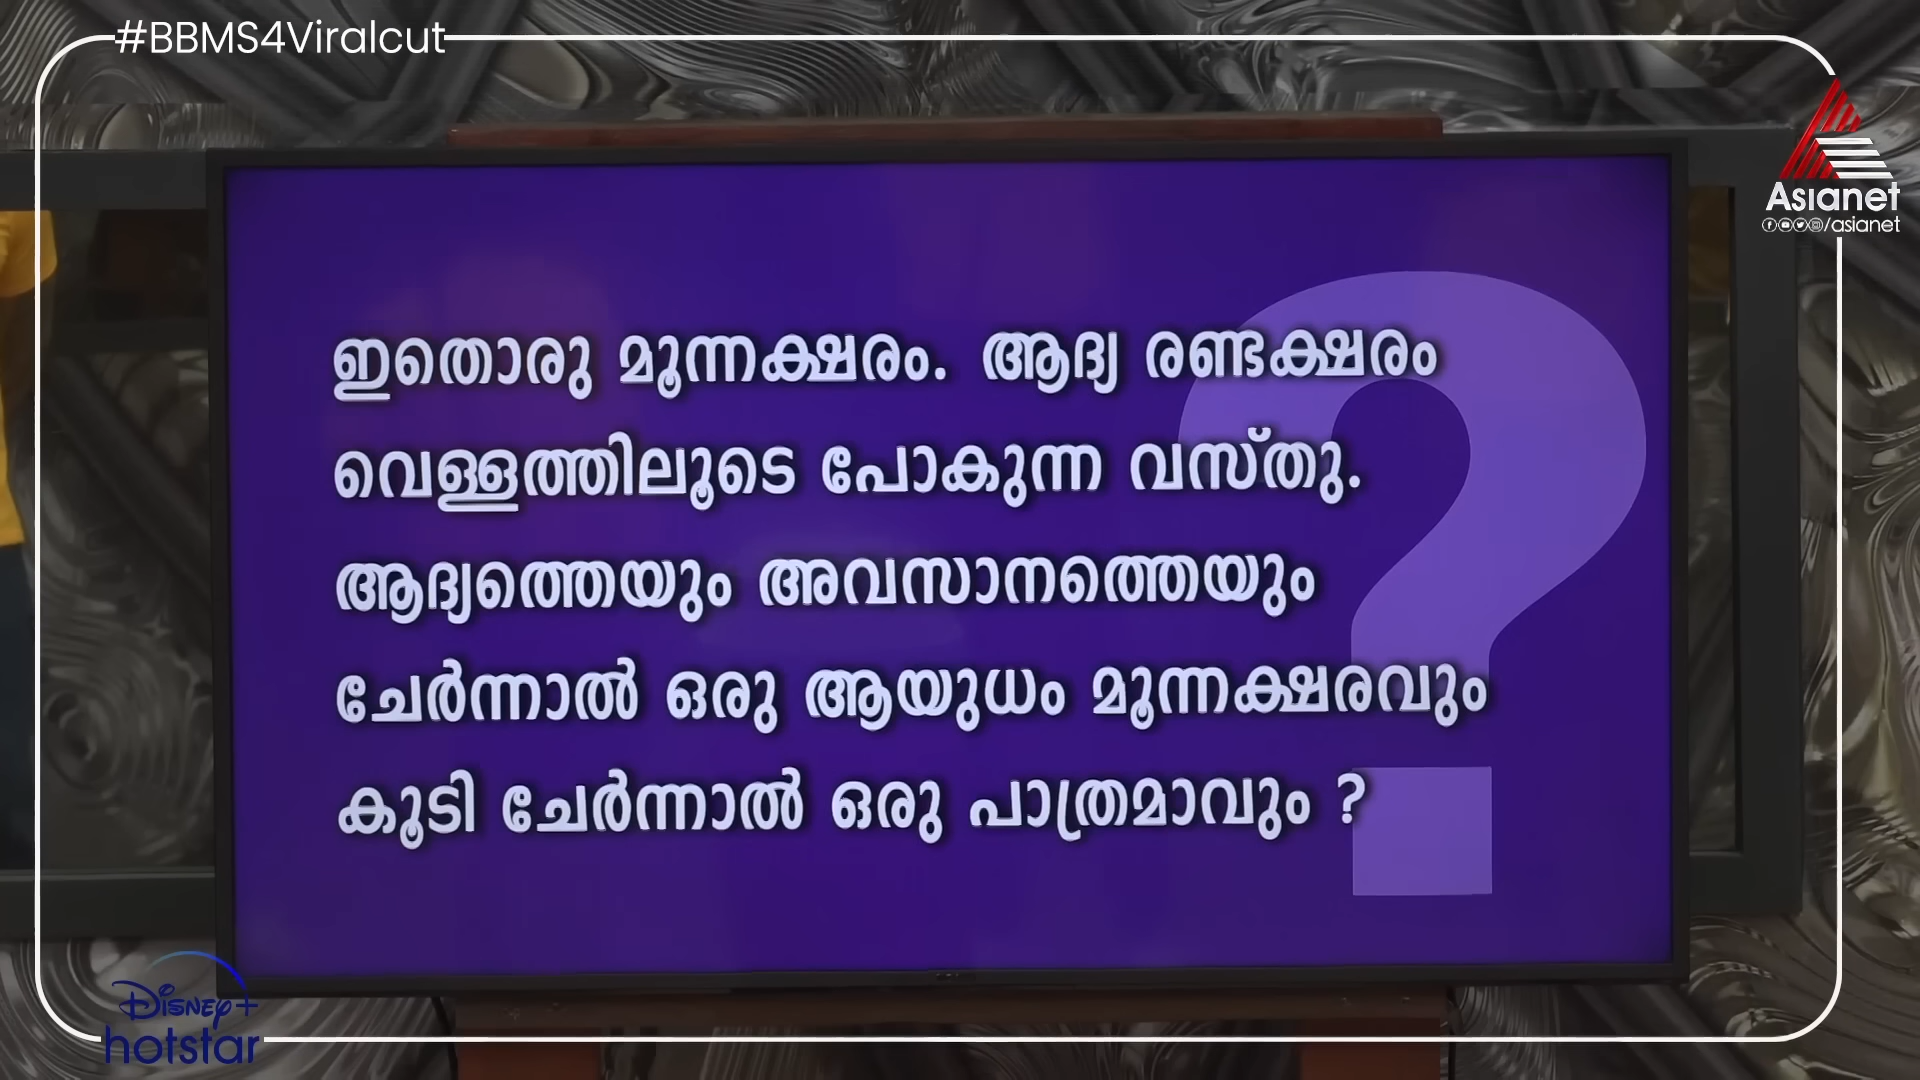 #BBMS4Viralcut
Asianet
/asianet
ഇതൊരു മൂന്നക്ഷരം. ആദ്യ രണ്ടക്ഷരം
വെള്ളത്തിലൂടെ പോകുന്ന വസ്തു.
ആദ്യത്തെയും അവസാനത്തെയും
ചേർന്നാൽ ഒരു ആയുധം മൂന്നക്ഷരവും
കൂടി ചേർന്നാൽ ഒരു പാത്രമാവും ?
Disney+
hotstar